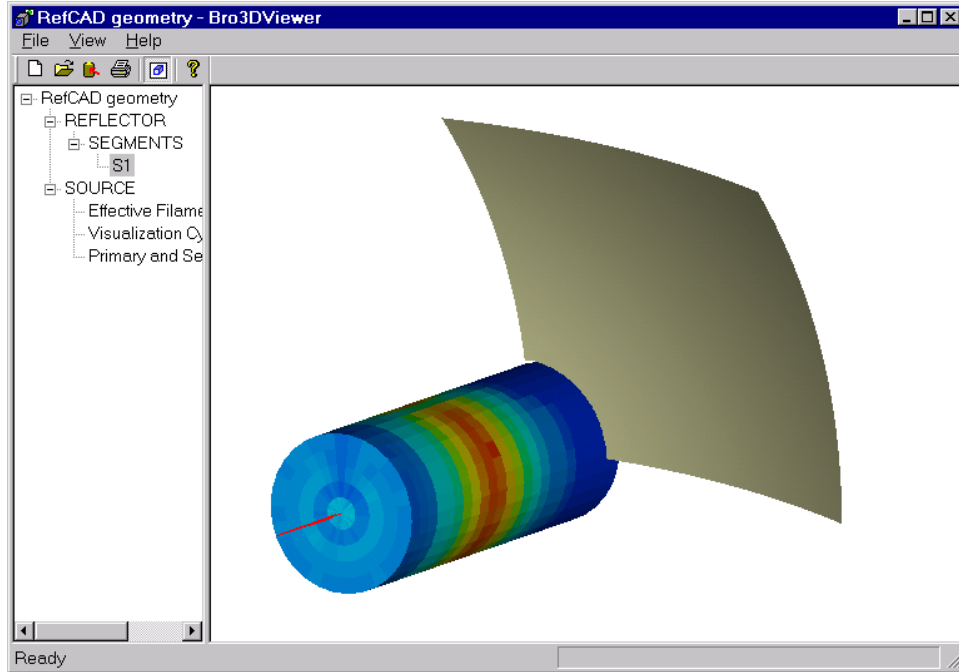 RefCAD geometry - Bro3DViewer
File View Help
RefCAD geometry
REFLECTOR
SEGMENTS
S1
SOURCE
Effective Filame
Visualization Cy
Primary and Se
Ready